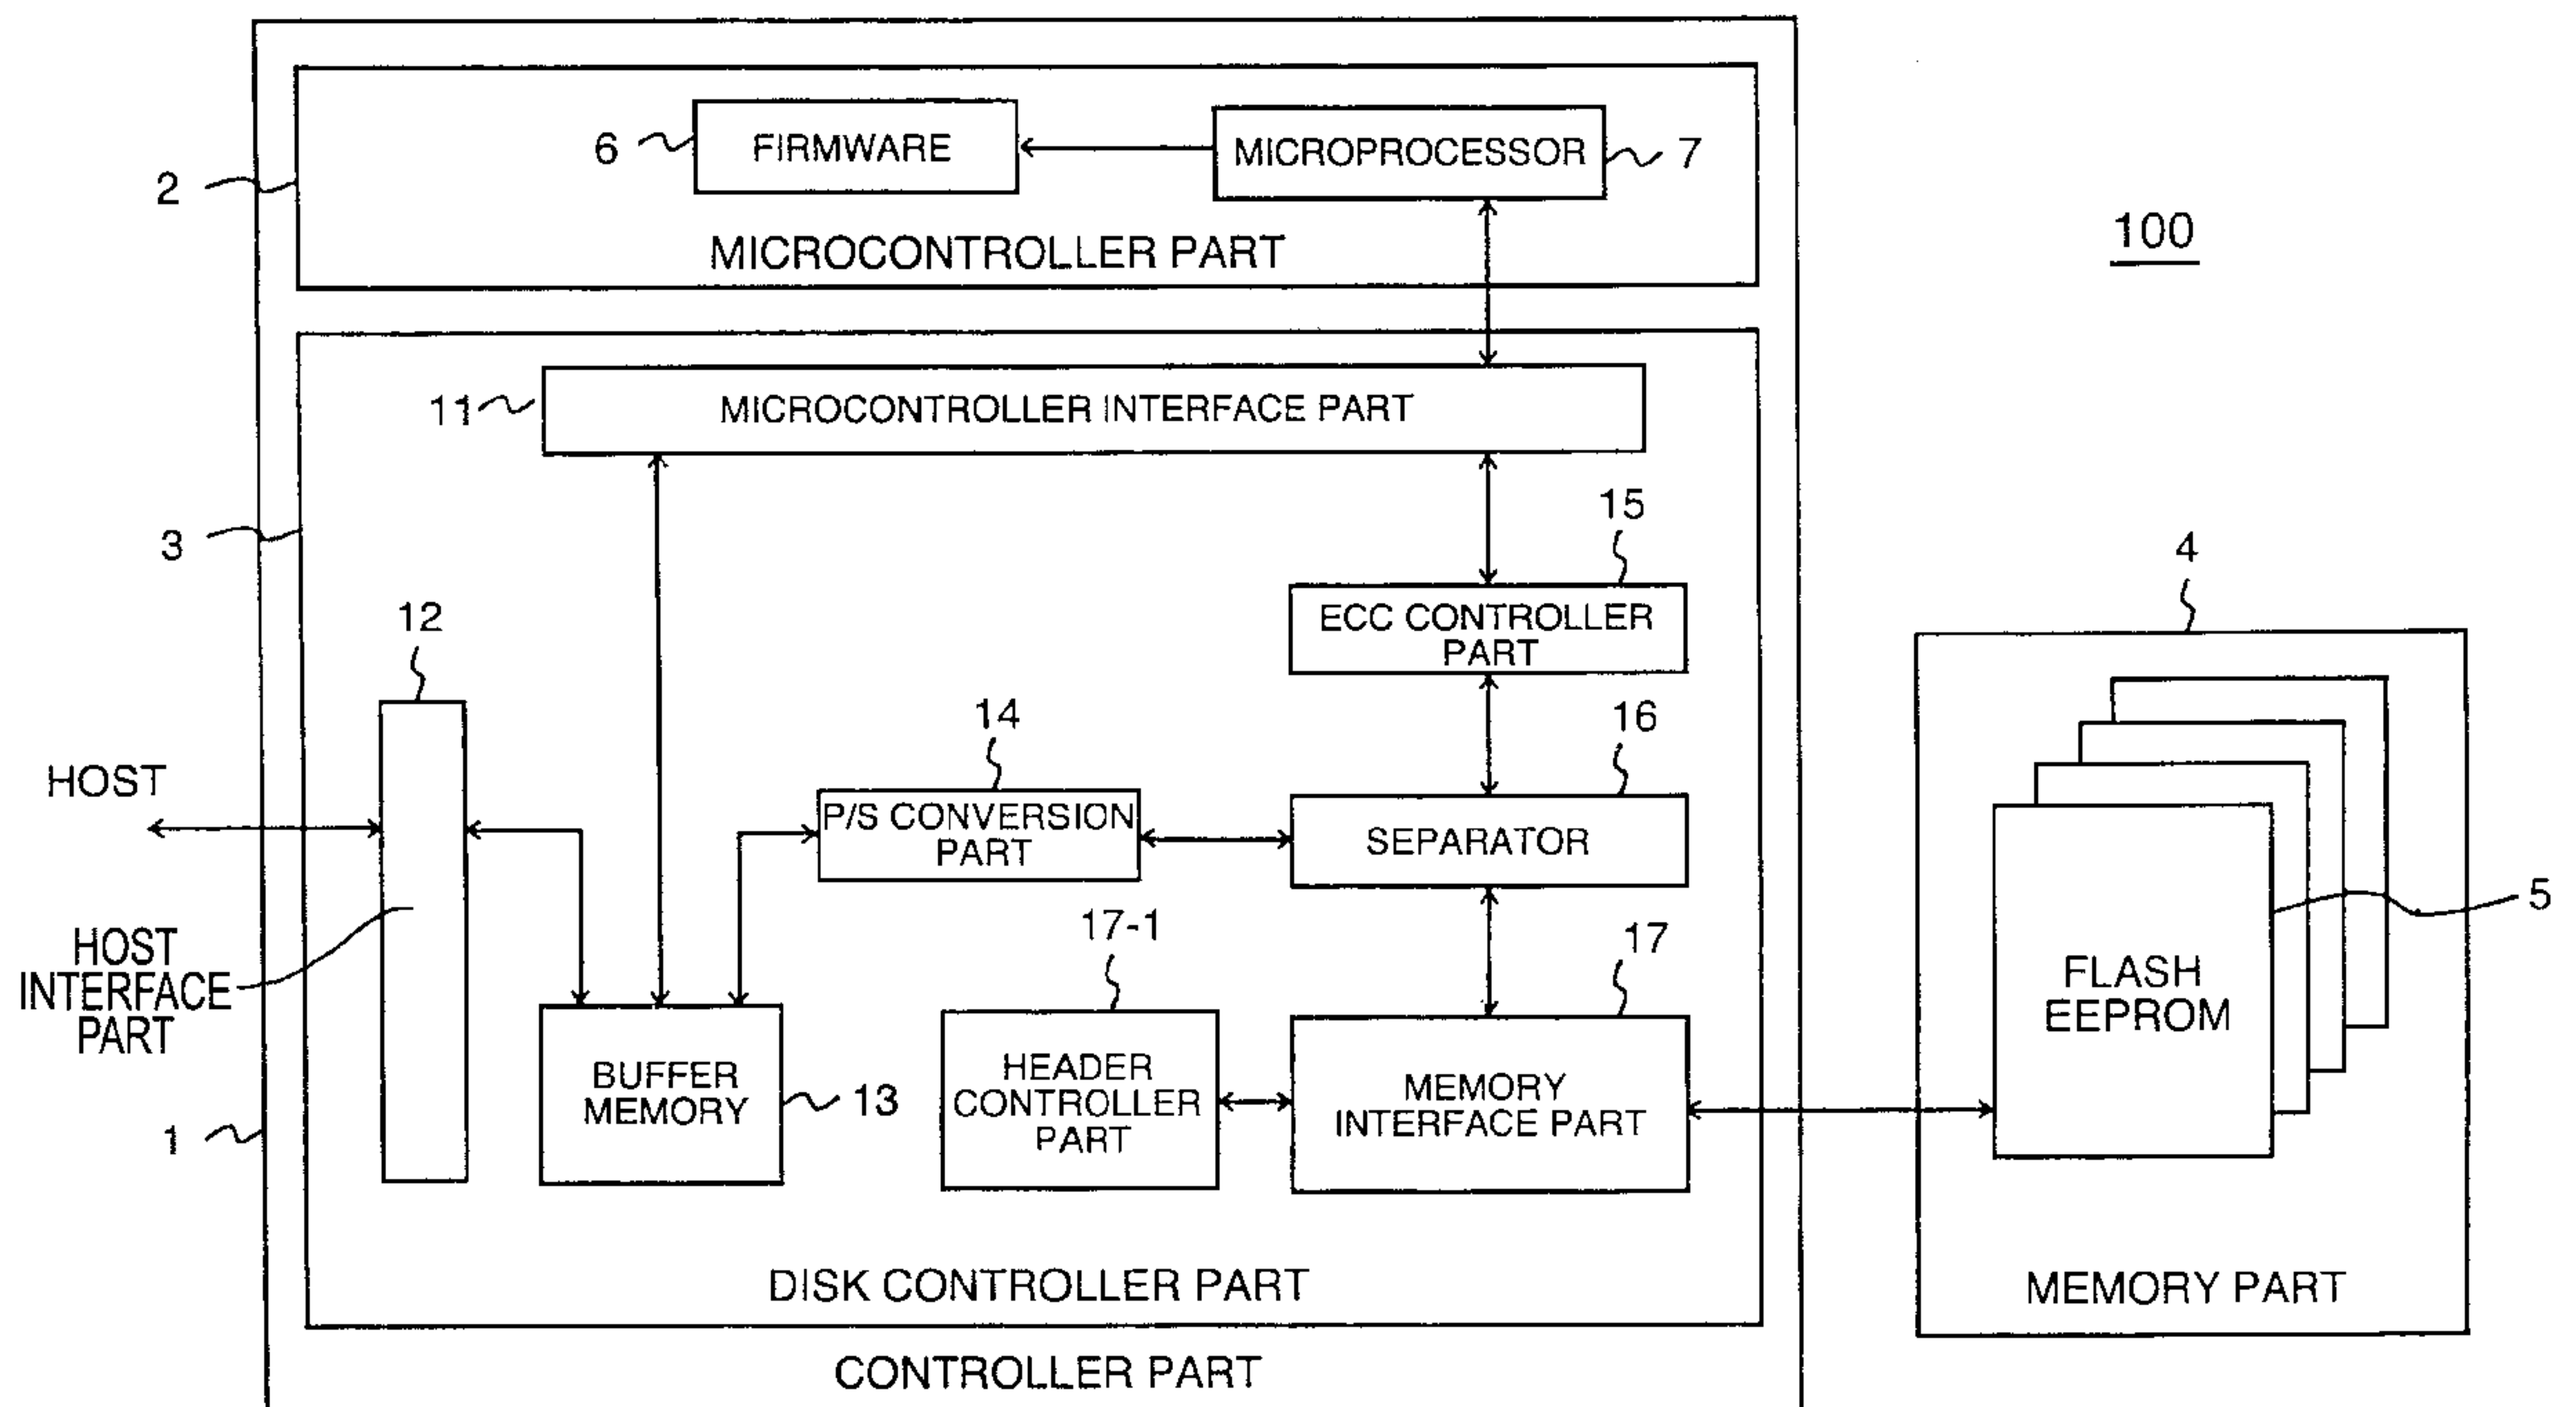 6
FIRMWARE
MICROPROCESSOR
7
2
MICROCONTROLLER PART
100
11
MICROCONTROLLER INTERFACE PART
3
15
ECC CONTROLLER
PART
4
12
14
16
HOST
P/S CONVERSION
PART
SEPARATOR
5
HOST
INTERFACE
PART
17-1
17
FLASH
EEPROM
BUFFER
MEMORY
13
HEADER
CONTROLLER
PART
MEMORY
INTERFACE PART
1
DISK CONTROLLER PART
MEMORY PART
CONTROLLER PART